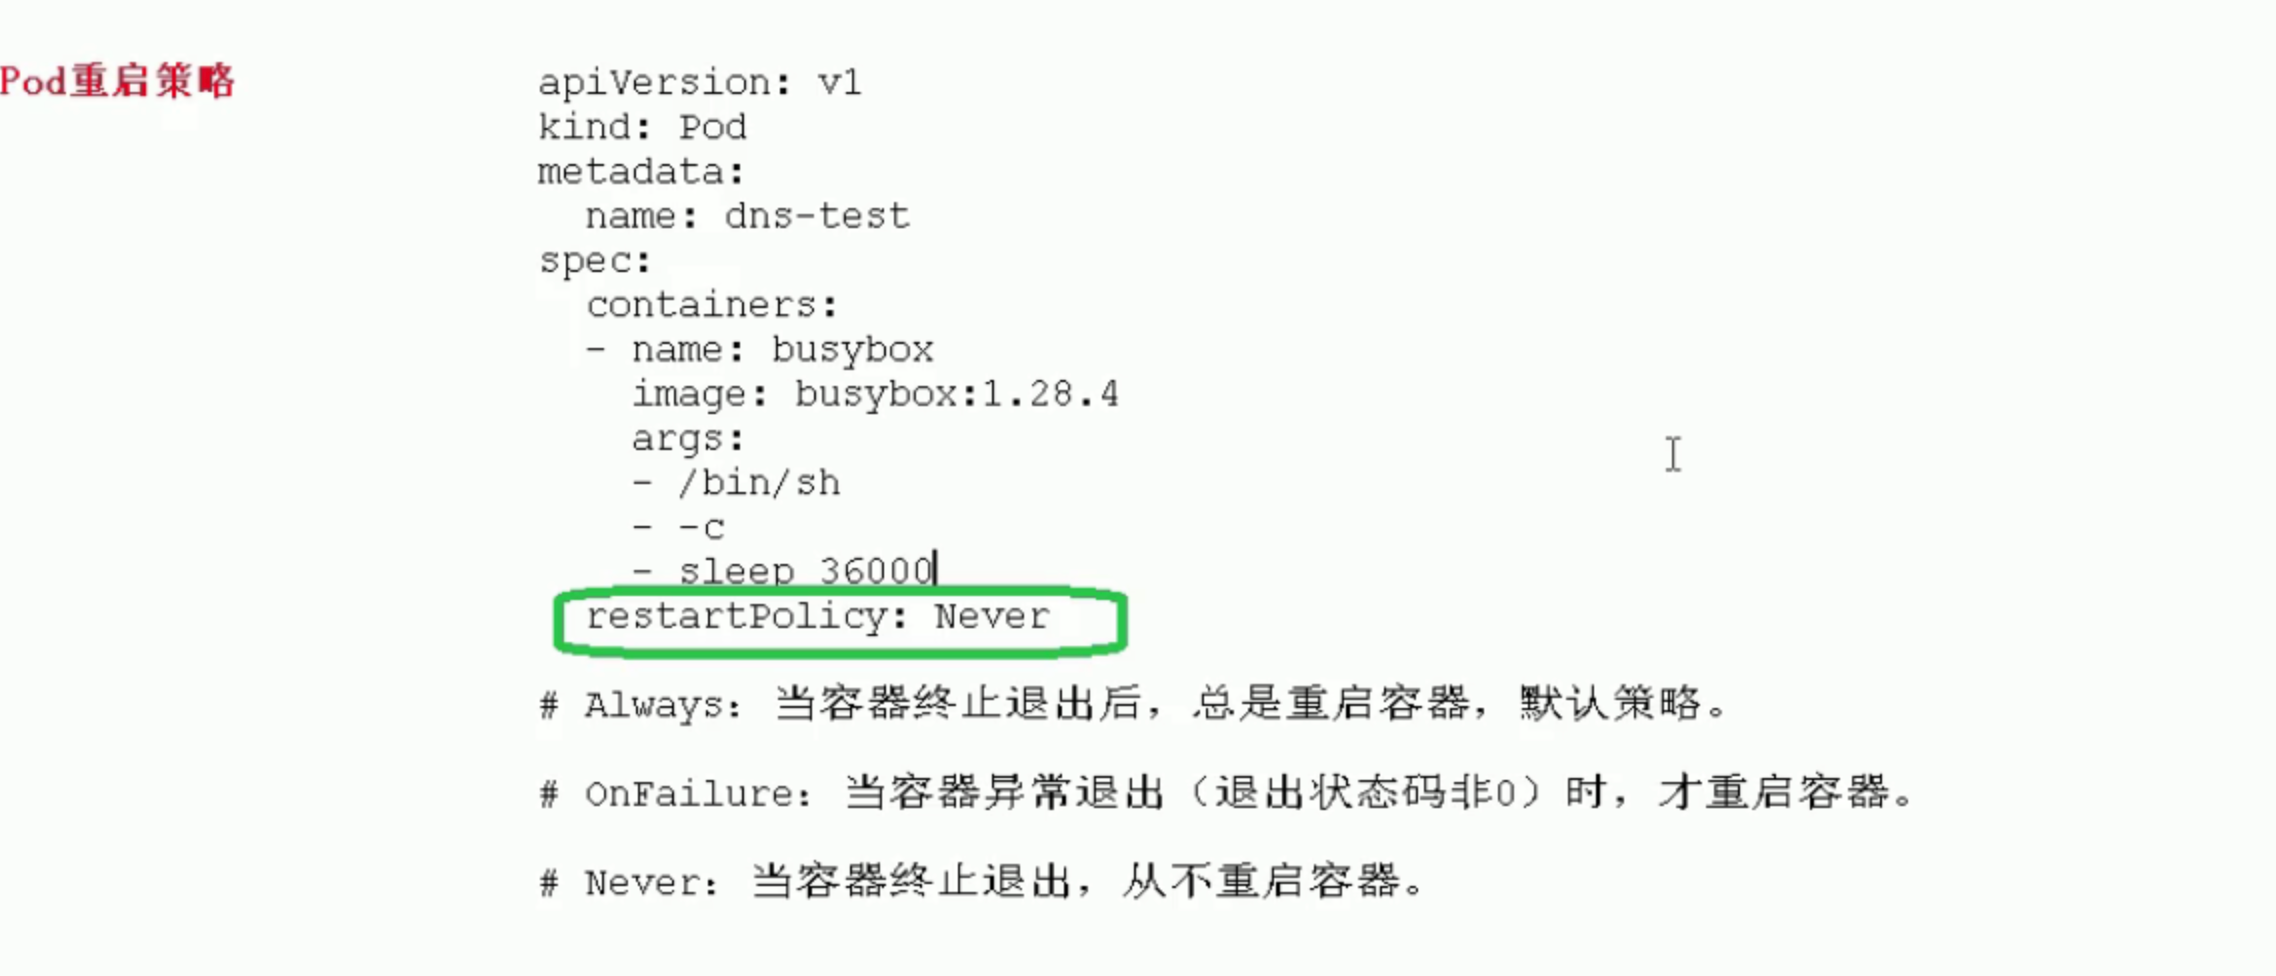 Pod重启策略
apiVersion: v1
kind: Pod
metadata:
  name: dns-test
spec:
  containers:
  - name: busybox
    image: busybox:1.28.4
    args:
    - /bin/sh
    - -c
    - sleep 36000
  restartPolicy: Never
# Always：当容器终止退出后，总是重启容器，默认策略。
# OnFailure：当容器异常退出（退出状态码非0）时，才重启容器。
# Never：当容器终止退出，从不重启容器。